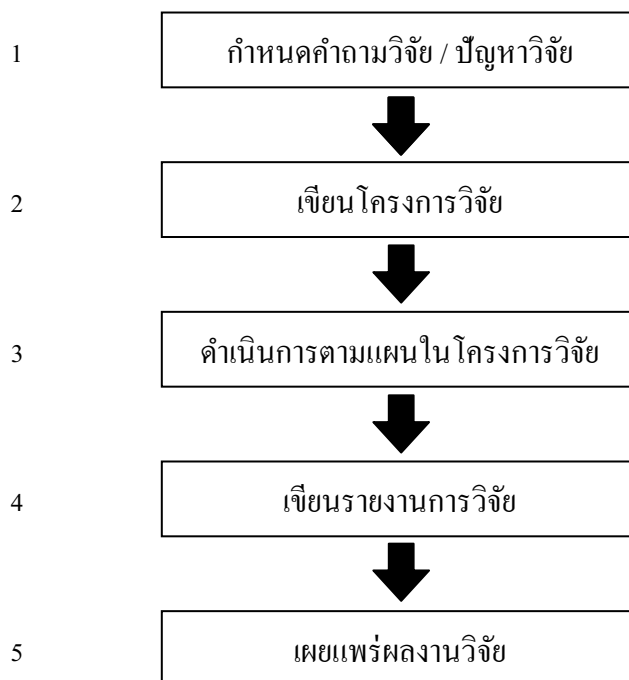 1 กำหนดคำถามวิจัย / ปัญหาวิจัย
2 เขียนโครงการวิจัย
3 ดำเนินการตามแผนในโครงการวิจัย
4 เขียนรายงานการวิจัย
5 เผยแพร่ผลงานวิจัย